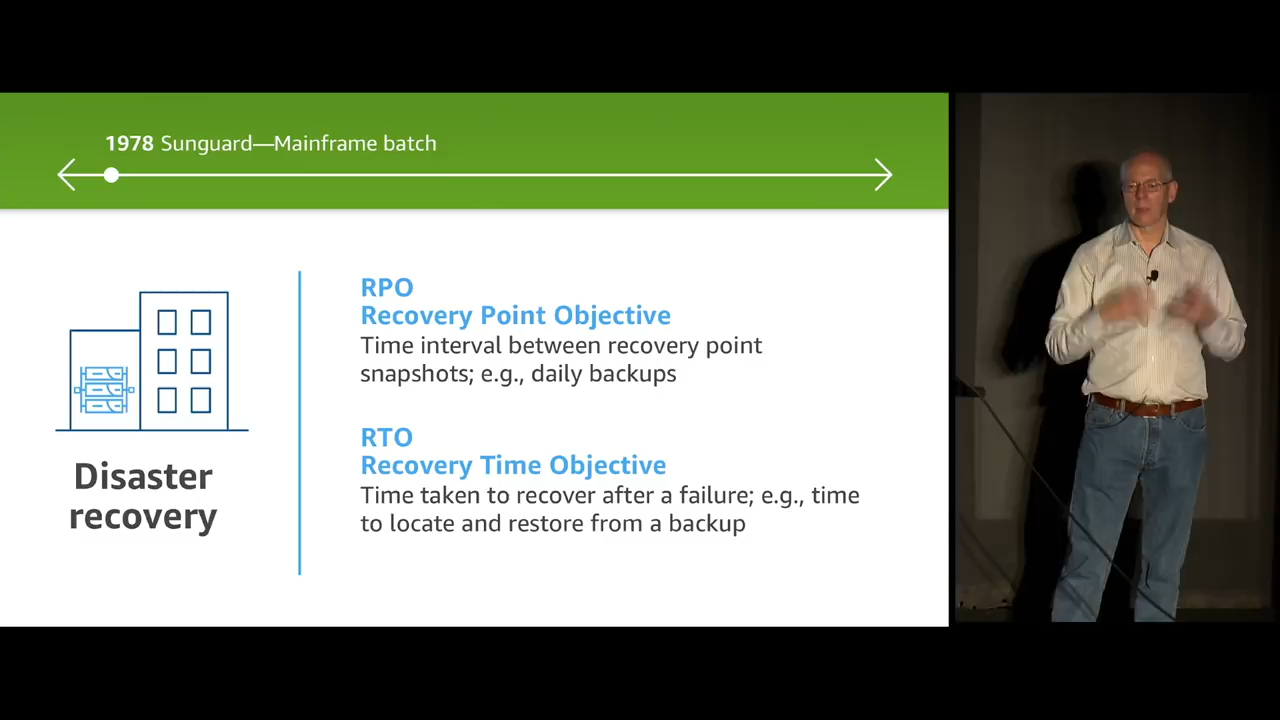 1978 Sunguard—Mainframe batch
Disaster
recovery
RPO
Recovery Point Objective
Time interval between recovery point
snapshots; e.g., daily backups
RTO
Recovery Time Objective
Time taken to recover after a failure; e.g., time
to locate and restore from a backup